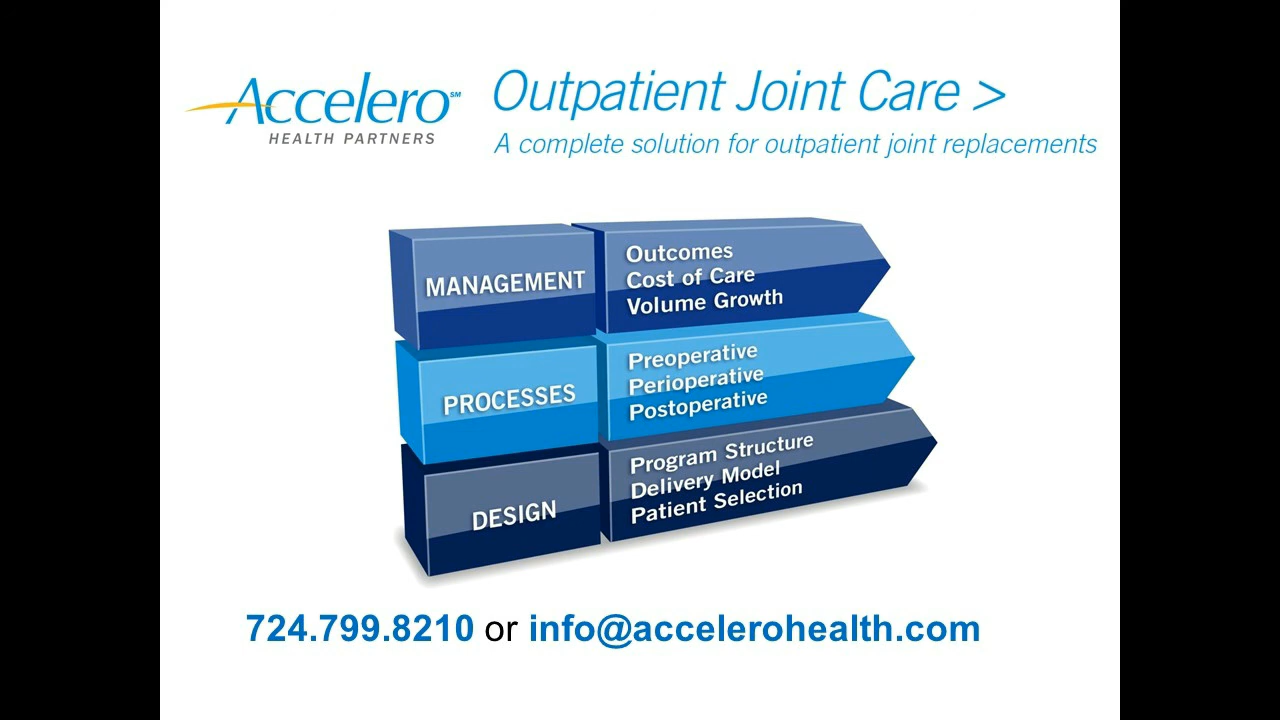 Accelero℠
HEALTH PARTNERS
Outpatient Joint Care >
A complete solution for outpatient joint replacements
MANAGEMENT
Outcomes
Cost of Care
Volume Growth
PROCESSES
Preoperative
Perioperative
Postoperative
DESIGN
Program Structure
Delivery Model
Patient Selection
724.799.8210 or info@accelerohealth.com